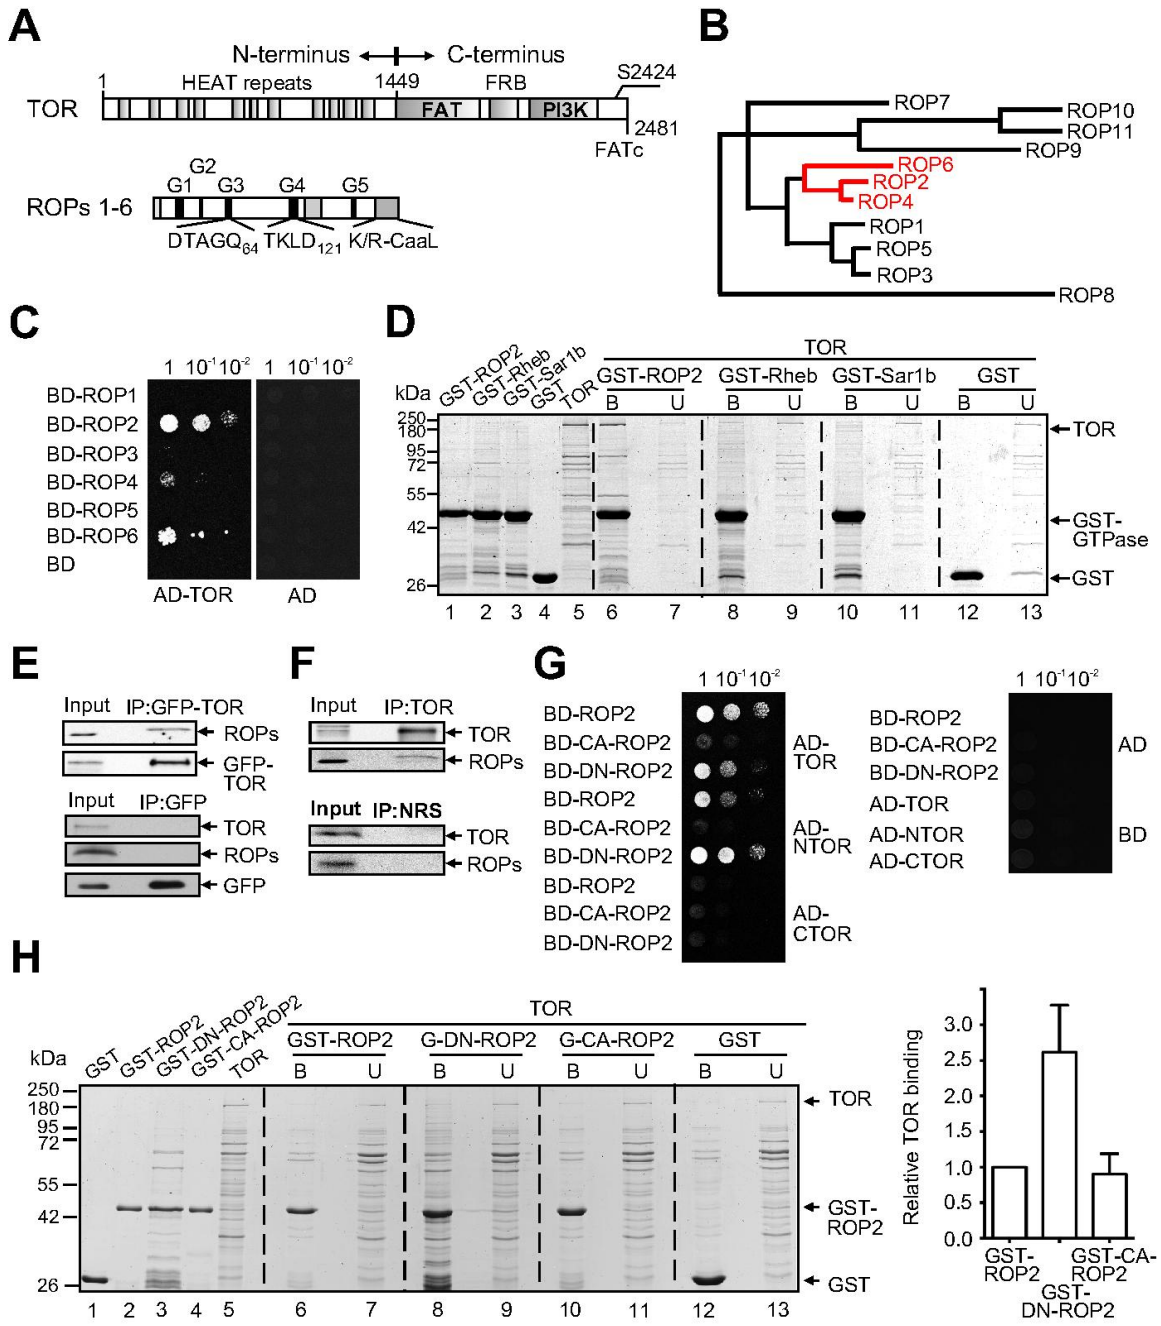 A
N-terminus C-terminus
1 HEAT repeats 1449 FRB S2424
TOR FAT PI3K
2481
FATc
G2
G1 G3 G4 G5
ROPs 1-6
DTAGQ64 TKLD121 K/R-CaaL
B
ROP7
ROP10
ROP11
ROP9
ROP6
ROP2
ROP4
ROP1
ROP5
ROP3
ROP8
C
1 10-1 10-2 1 10-1 10-2
BD-ROP1
BD-ROP2
BD-ROP3
BD-ROP4
BD-ROP5
BD-ROP6
BD
AD-TOR AD
D
TOR
GST-ROP2 GST-Rheb GST-Sar1b GST TOR
GST-ROP2 GST-Rheb GST-Sar1b GST
kDa B U B U B U B U
250
180
95
72
55
42
26
TOR
GST-
GTPase
GST
1 2 3 4 5 6 7 8 9 10 11 12 13
E
Input IP:GFP-TOR
ROPs
GFP-
TOR
Input IP:GFP
TOR
ROPs
GFP
F
Input IP:TOR
TOR
ROPs
Input IP:NRS
TOR
ROPs
G
1 10-1 10-2
BD-ROP2
BD-CA-ROP2
BD-DN-ROP2
AD-
TOR
BD-ROP2
BD-CA-ROP2
BD-DN-ROP2
AD-
NTOR
BD-ROP2
BD-CA-ROP2
BD-DN-ROP2
AD-
CTOR
1 10-1 10-2
BD-ROP2
BD-CA-ROP2
BD-DN-ROP2
AD
AD-TOR
AD-NTOR
AD-CTOR
BD
H
TOR
GST GST-ROP2 GST-DN-ROP2 GST-CA-ROP2 TOR
GST-ROP2 G-DN-ROP2 G-CA-ROP2 GST
kDa B U B U B U B U
250
180
95
72
55
42
26
TOR
GST-
ROP2
GST
1 2 3 4 5 6 7 8 9 10 11 12 13
Relative TOR binding
3.0
2.5
2.0
1.5
1.0
0.5
0.0
GST-
ROP2
GST-
DN-ROP2
GST-CA-
ROP2